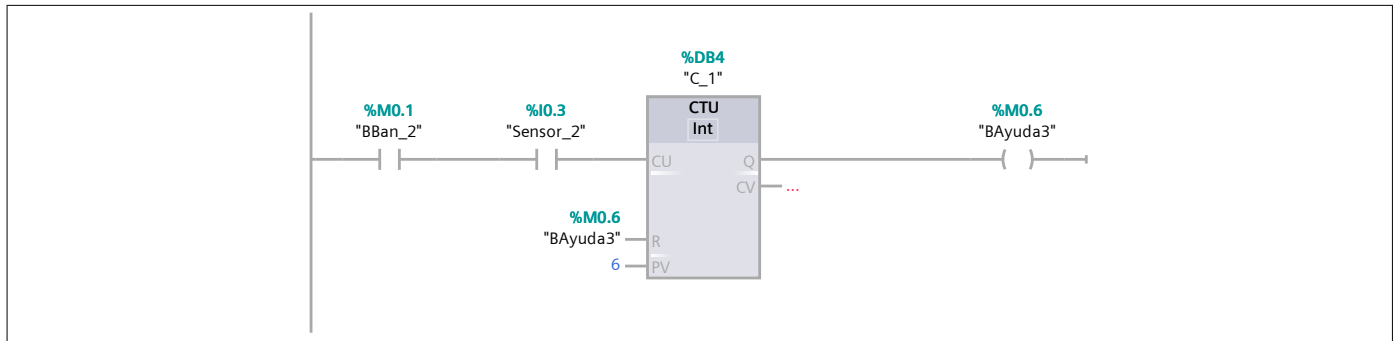 %DB4
"C_1"
%M0.1
"BBan_2"
%I0.3
"Sensor_2"
CTU
Int
%M0.6
"BAyuda3"
CU
Q
CV
...
%M0.6
"BAyuda3"
R
6
PV